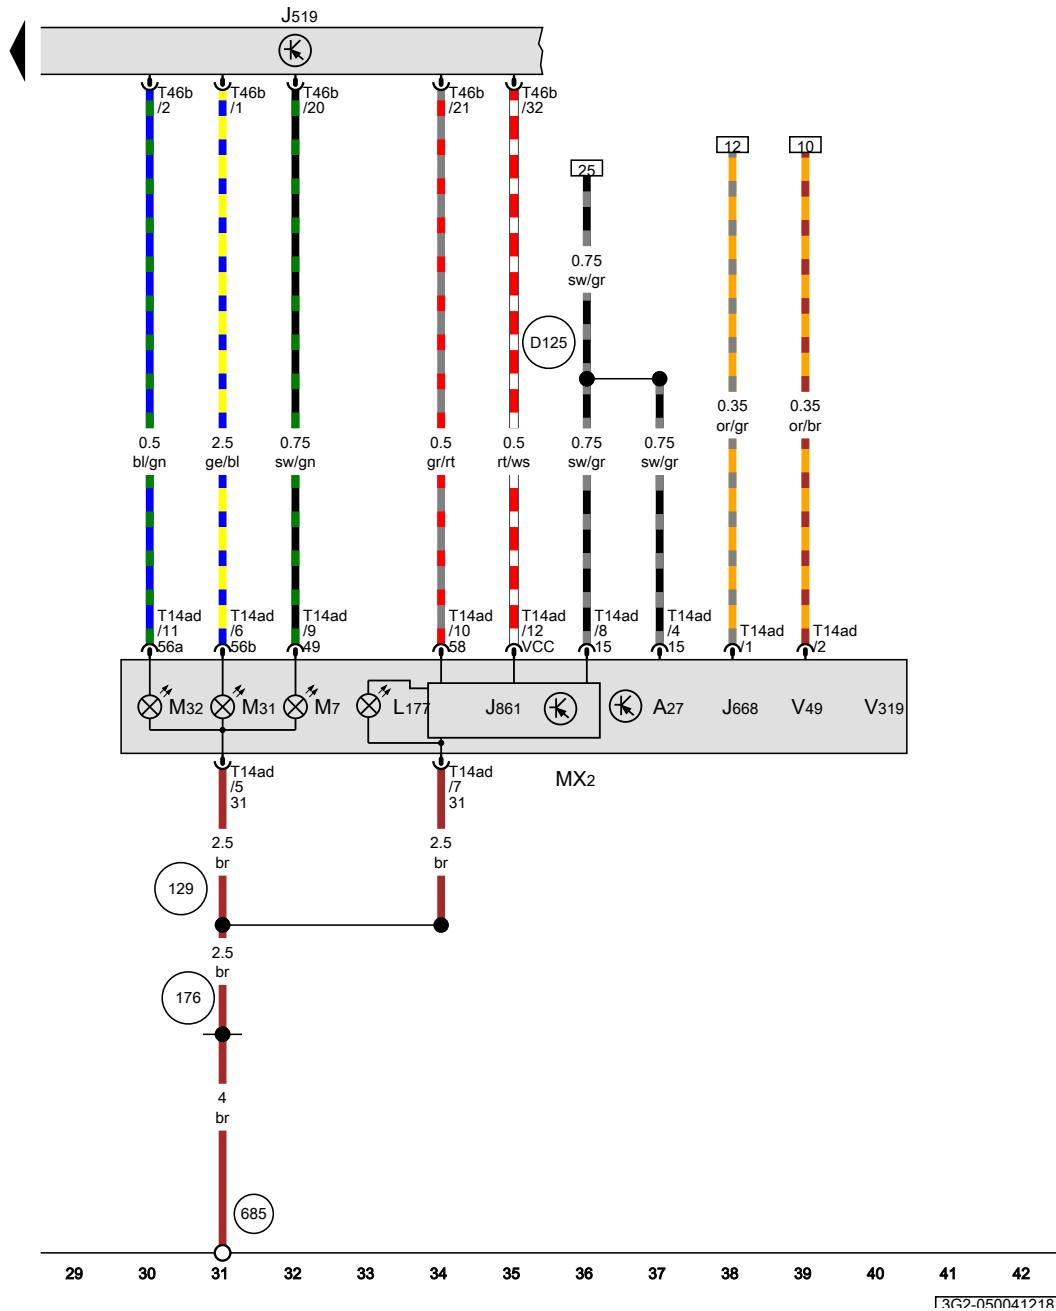 J519
T46b
/2
T46b
/1
T46b
/20
T46b
/21
T46b
/32
25
12
10
0.75
sw/gr
D125
0.5
bl/gn
2.5
ge/bl
0.75
sw/gn
0.5
gr/rt
0.5
rt/ws
0.75
sw/gr
0.75
sw/gr
0.35
or/gr
0.35
or/br
T14ad
/11
56a
T14ad
/6
56b
T14ad
/9
49
T14ad
/10
58
T14ad
/12
VCC
T14ad
/8
15
T14ad
/4
15
T14ad
/1
T14ad
/2
M32
M31
M7
L177
J861
A27
J668
V49
V319
MX2
T14ad
/5
31
T14ad
/7
31
2.5
br
2.5
br
129
2.5
br
176
4
br
685
29 30 31 32 33 34 35 36 37 38 39 40 41 42
3G2-050041218